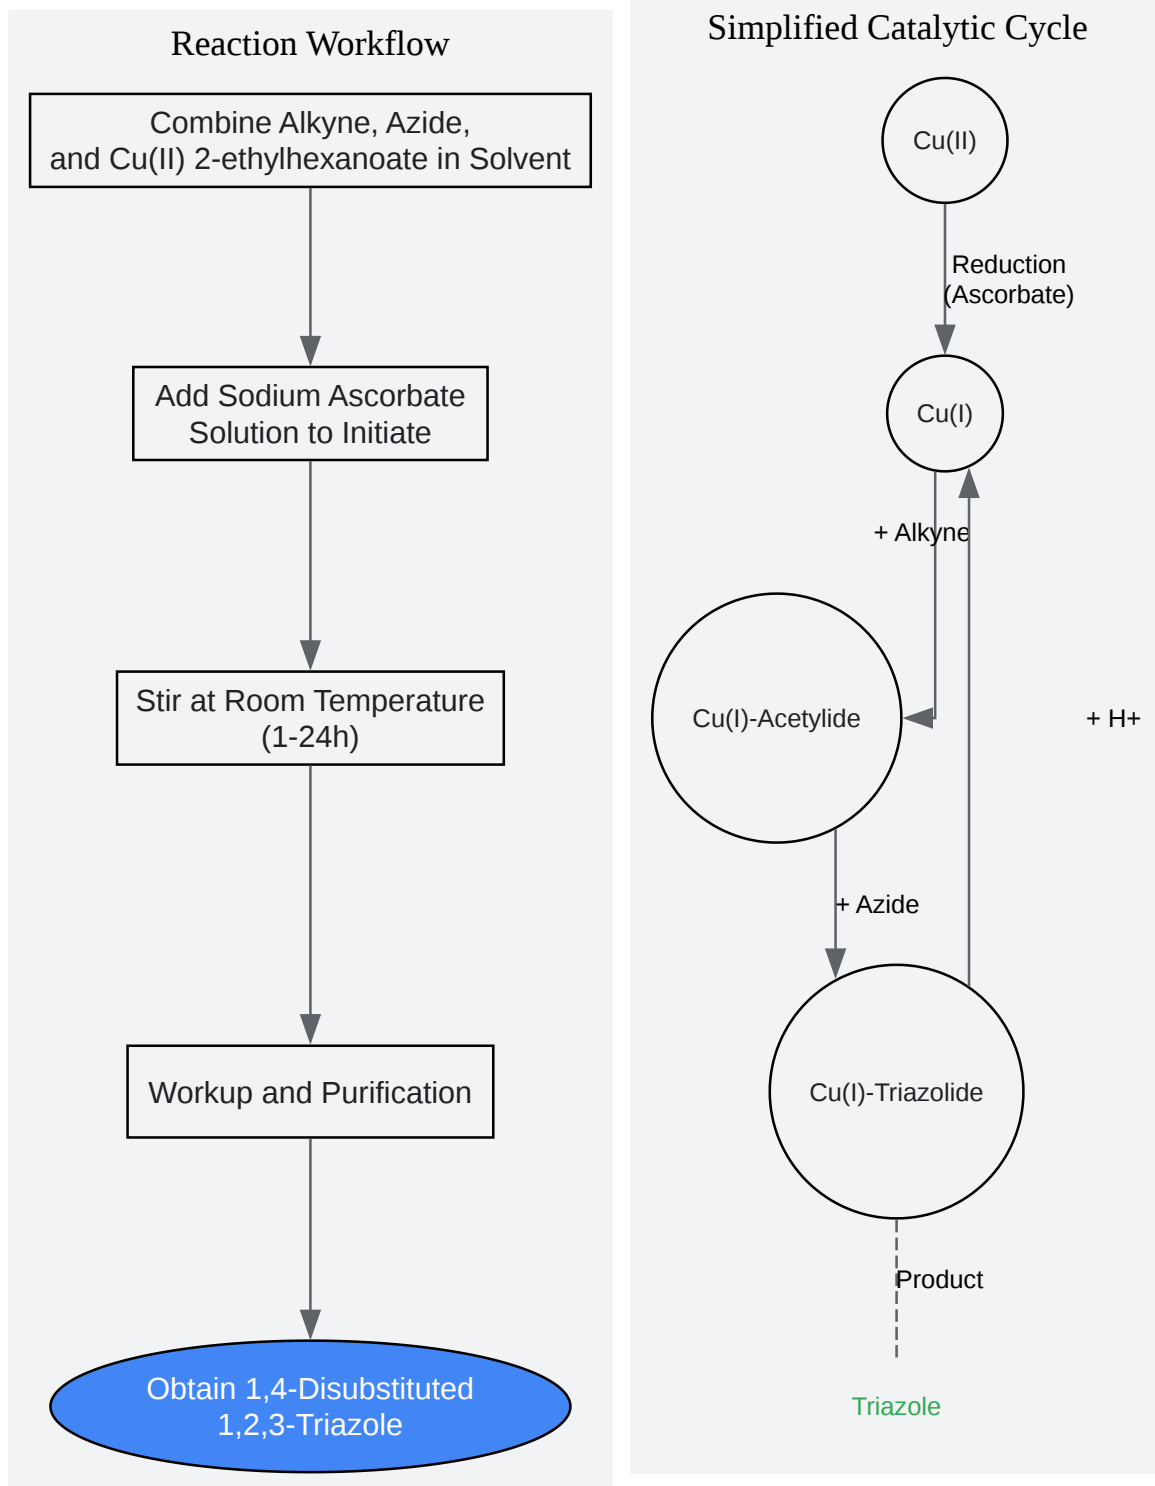 Reaction Workflow
Combine Alkyne, Azide,
and Cu(II) 2-ethylhexanoate in Solvent
Add Sodium Ascorbate
Solution to Initiate
Stir at Room Temperature
(1-24h)
Workup and Purification
Obtain 1,4-Disubstituted
1,2,3-Triazole
Simplified Catalytic Cycle
Cu(II)
Reduction
(Ascorbate)
Cu(I)
+ Alkyne
Cu(I)-Acetylide
+ H+
+ Azide
Cu(I)-Triazolide
Product
Triazole